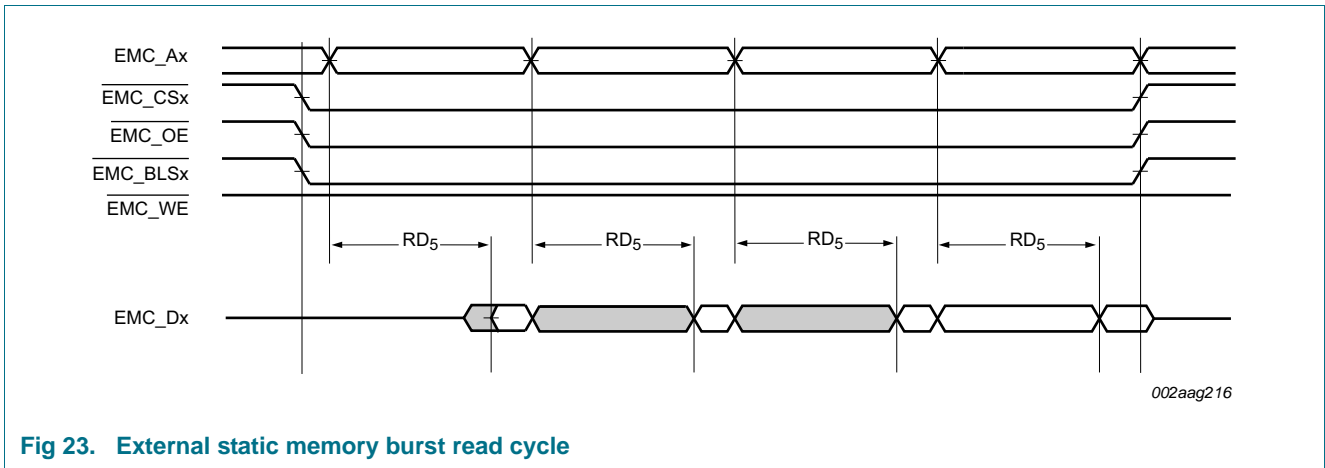 EMC_Ax
EMC_CSx
EMC_OE
EMC_BLSx
EMC_WE
RD5 RD5 RD5 RD5
EMC_Dx
002aag216
Fig 23. External static memory burst read cycle